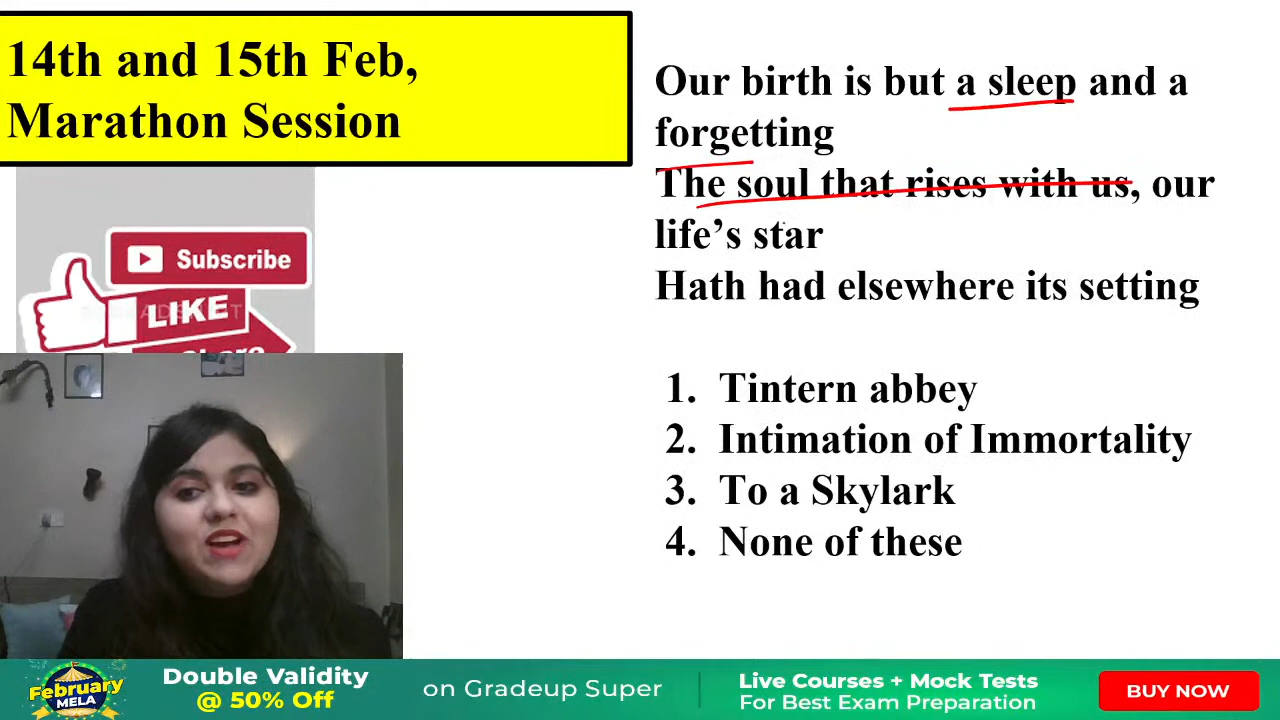 14th and 15th Feb,
Marathon Session
Our birth is but a sleep and a
forgetting
The soul that rises with us, our
life’s star
Hath had elsewhere its setting
1. Tintern abbey
2. Intimation of Immortality
3. To a Skylark
4. None of these
Subscribe
LIKE
February
MELA
Double Validity
@ 50% Off
on Gradeup Super
Live Courses + Mock Tests
For Best Exam Preparation
BUY NOW